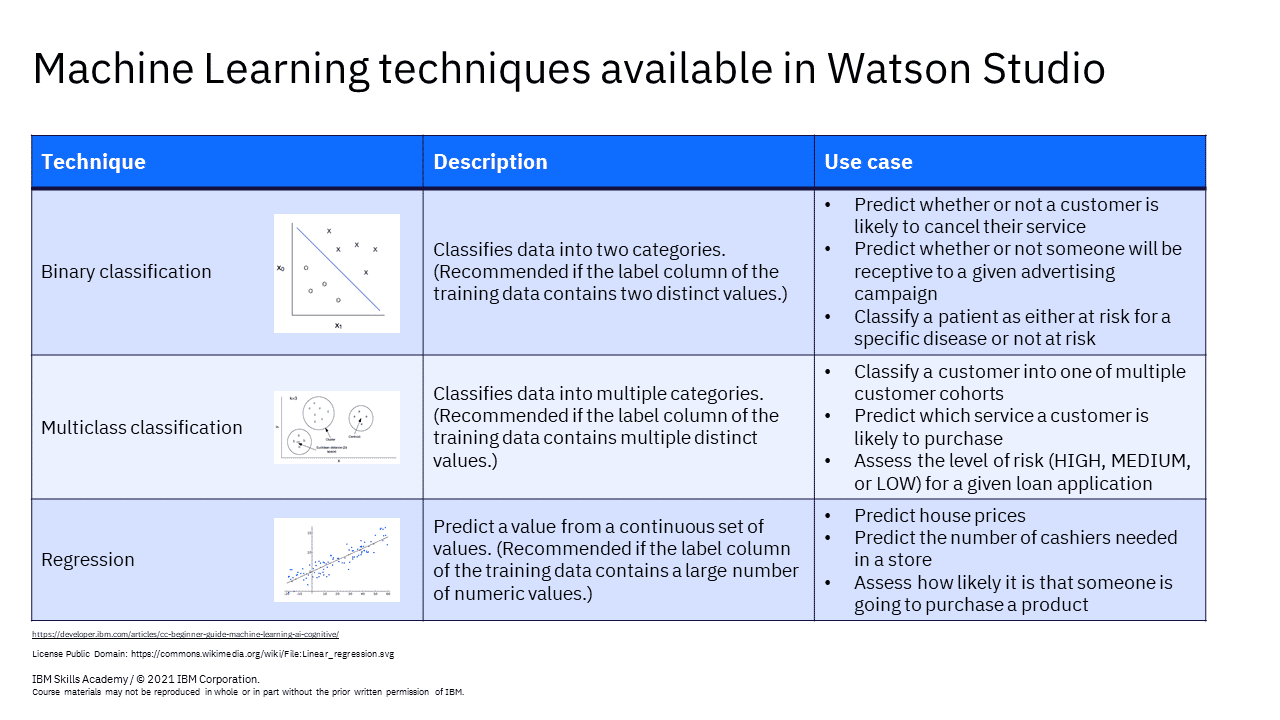 Machine Learning techniques available in Watson Studio
Technique
Description
Use case
Binary classification
X0
X1
Classifies data into two categories.
(Recommended if the label column of the
training data contains two distinct values.)
• Predict whether or not a customer is
likely to cancel their service
• Predict whether or not someone will be
receptive to a given advertising
campaign
• Classify a patient as either at risk for a
specific disease or not at risk
Multiclass classification
k=3
Cluster
Centroid
Classifies data into multiple categories.
(Recommended if the label column of the
training data contains multiple distinct
values.)
• Classify a customer into one of multiple
customer cohorts
• Predict which service a customer is
likely to purchase
• Assess the level of risk (HIGH, MEDIUM,
or LOW) for a given loan application
Regression
Predict a value from a continuous set of
values. (Recommended if the label column
of the training data contains a large number
of numeric values.)
• Predict house prices
• Predict the number of cashiers needed
in a store
• Assess how likely it is that someone is
going to purchase a product
https://developer.ibm.com/articles/cc-beginner-guide-machine-learning-ai-cognitive/
License Public Domain: https://commons.wikimedia.org/wiki/File:Linear_regression.svg
IBM Skills Academy / © 2021 IBM Corporation.
Course materials may not be reproduced in whole or in part without the prior written permission of IBM.